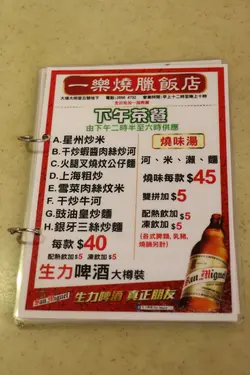 一樂燒臘飯店
下午茶餐
由下午二時半至六時供應
A.星州炒米
B.干炒蝦醬肉絲炒河
C.火腿叉燒炆公仔麵
D.上海粗炒
E.雪菜肉絲炆米
F.干炒牛河
G.豉油皇炒麵
H.銀牙三絲炒麵
每款 $40
配熱飲加 $5 凍飲加 $5
燒味湯
河、米、瀨、麵
燒味每款 $45
雙拼加 $5
配熱飲加 $5
凍飲加 $5
生力啤酒 大樽裝
San Miguel
生力啤酒 真正朋友